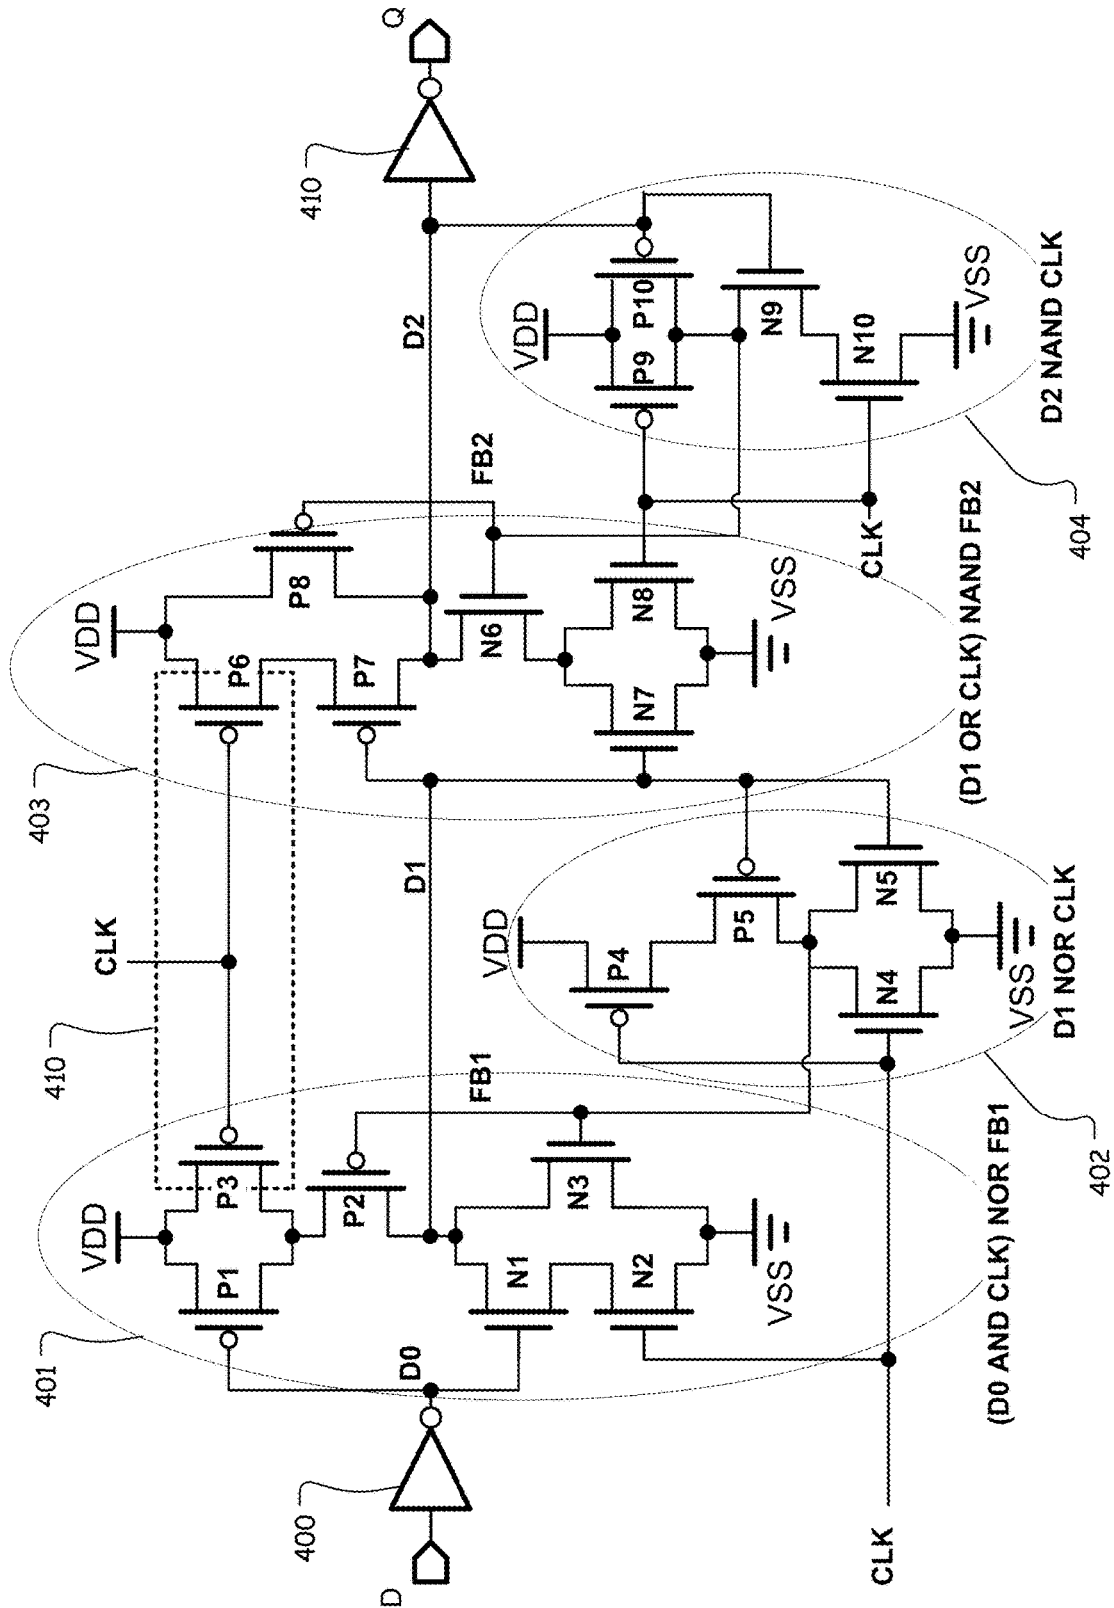 D
400
D0
401
VDD
P1
P3
P2
N1
N2
N3
VSS
(D0 AND CLK) NOR FB1
CLK
FB1
410
CLK
D1
VDD
P4
P5
N4
N5
VSS
D1 NOR CLK
402
403
VDD
P6
P7
P8
N6
N7
N8
VSS
(D1 OR CLK) NAND FB2
FB2
CLK
D2
VDD
P9
P10
N9
N10
VSS
D2 NAND CLK
404
410
Q